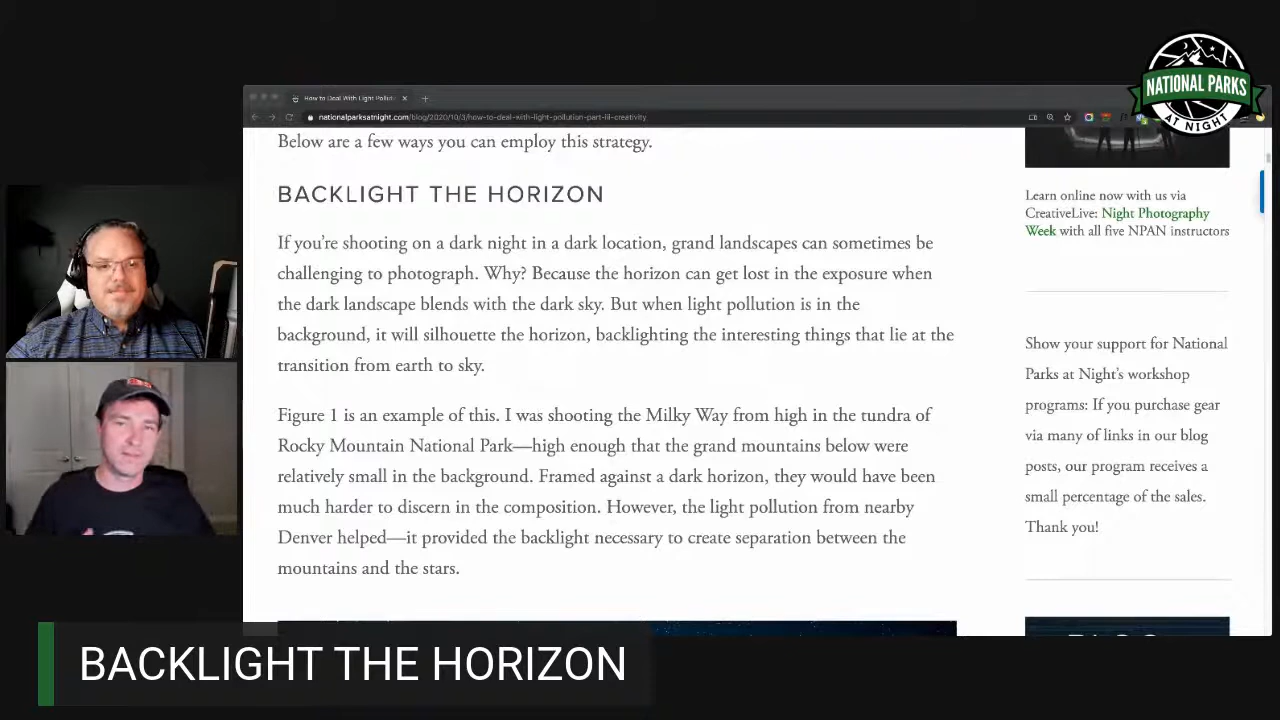 NATIONAL PARKS
AT NIGHT
How to Deal With Light Polluti
nationalparksatnight.com/blog/2020/10/3/how-to-deal-with-light-pollution-part-iii-creativity
Below are a few ways you can employ this strategy.
BACKLIGHT THE HORIZON
If you’re shooting on a dark night in a dark location, grand landscapes can sometimes be
challenging to photograph. Why? Because the horizon can get lost in the exposure when
the dark landscape blends with the dark sky. But when light pollution is in the
background, it will silhouette the horizon, backlighting the interesting things that lie at the
transition from earth to sky.
Figure 1 is an example of this. I was shooting the Milky Way from high in the tundra of
Rocky Mountain National Park—high enough that the grand mountains below were
relatively small in the background. Framed against a dark horizon, they would have been
much harder to discern in the composition. However, the light pollution from nearby
Denver helped—it provided the backlight necessary to create separation between the
mountains and the stars.
Learn online now with us via
CreativeLive: Night Photography
Week with all five NPAN instructors
Show your support for National
Parks at Night’s workshop
programs: If you purchase gear
via many of links in our blog
posts, our program receives a
small percentage of the sales.
Thank you!
BACKLIGHT THE HORIZON